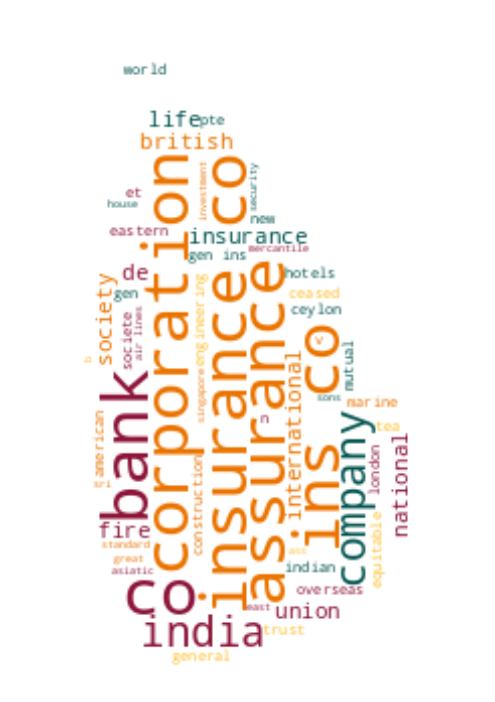 world
life pte
british
corporation
insurance co
investment
security
et
house
new
eastern
insurance
mercantile
gen ins
de
hotels
assurance
society
gen
engineering
ceased
ceylon
societe
air lines
ins co
v
mutual
b
bank
singapore
international
sons
company
marine
american
n
tea
london
national
construction
fire
equitable
standard
ass
great
asiatic
indian
co
overseas
east
union
india
trust
general